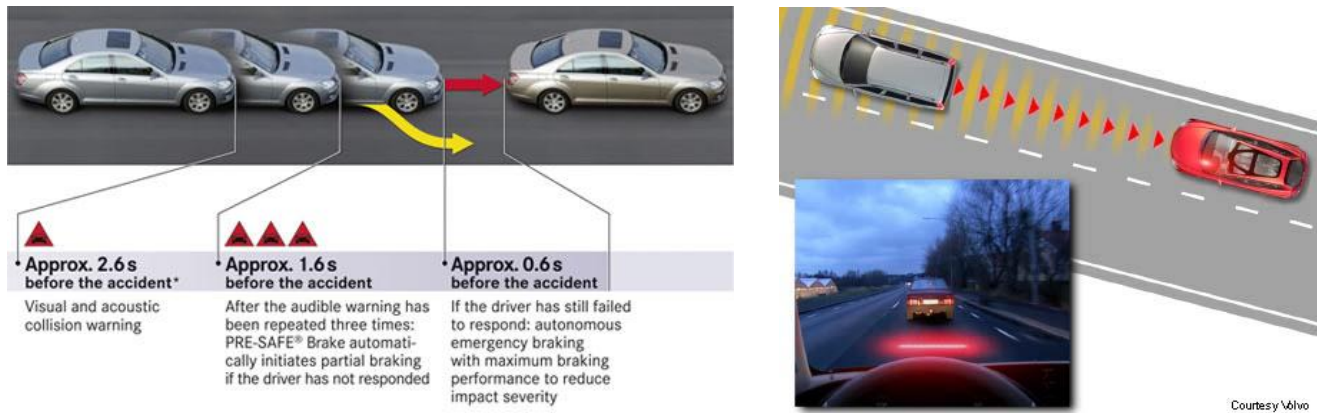 Approx. 2.6 s
before the accident*
Visual and acoustic
collision warning
Approx. 1.6 s
before the accident
After the audible warning has
been repeated three times:
PRE-SAFE® Brake automati-
cally initiates partial braking
if the driver has not responded
Approx. 0.6 s
before the accident
If the driver has still failed
to respond: autonomous
emergency braking
with maximum braking
performance to reduce
impact severity
Courtesy Volvo